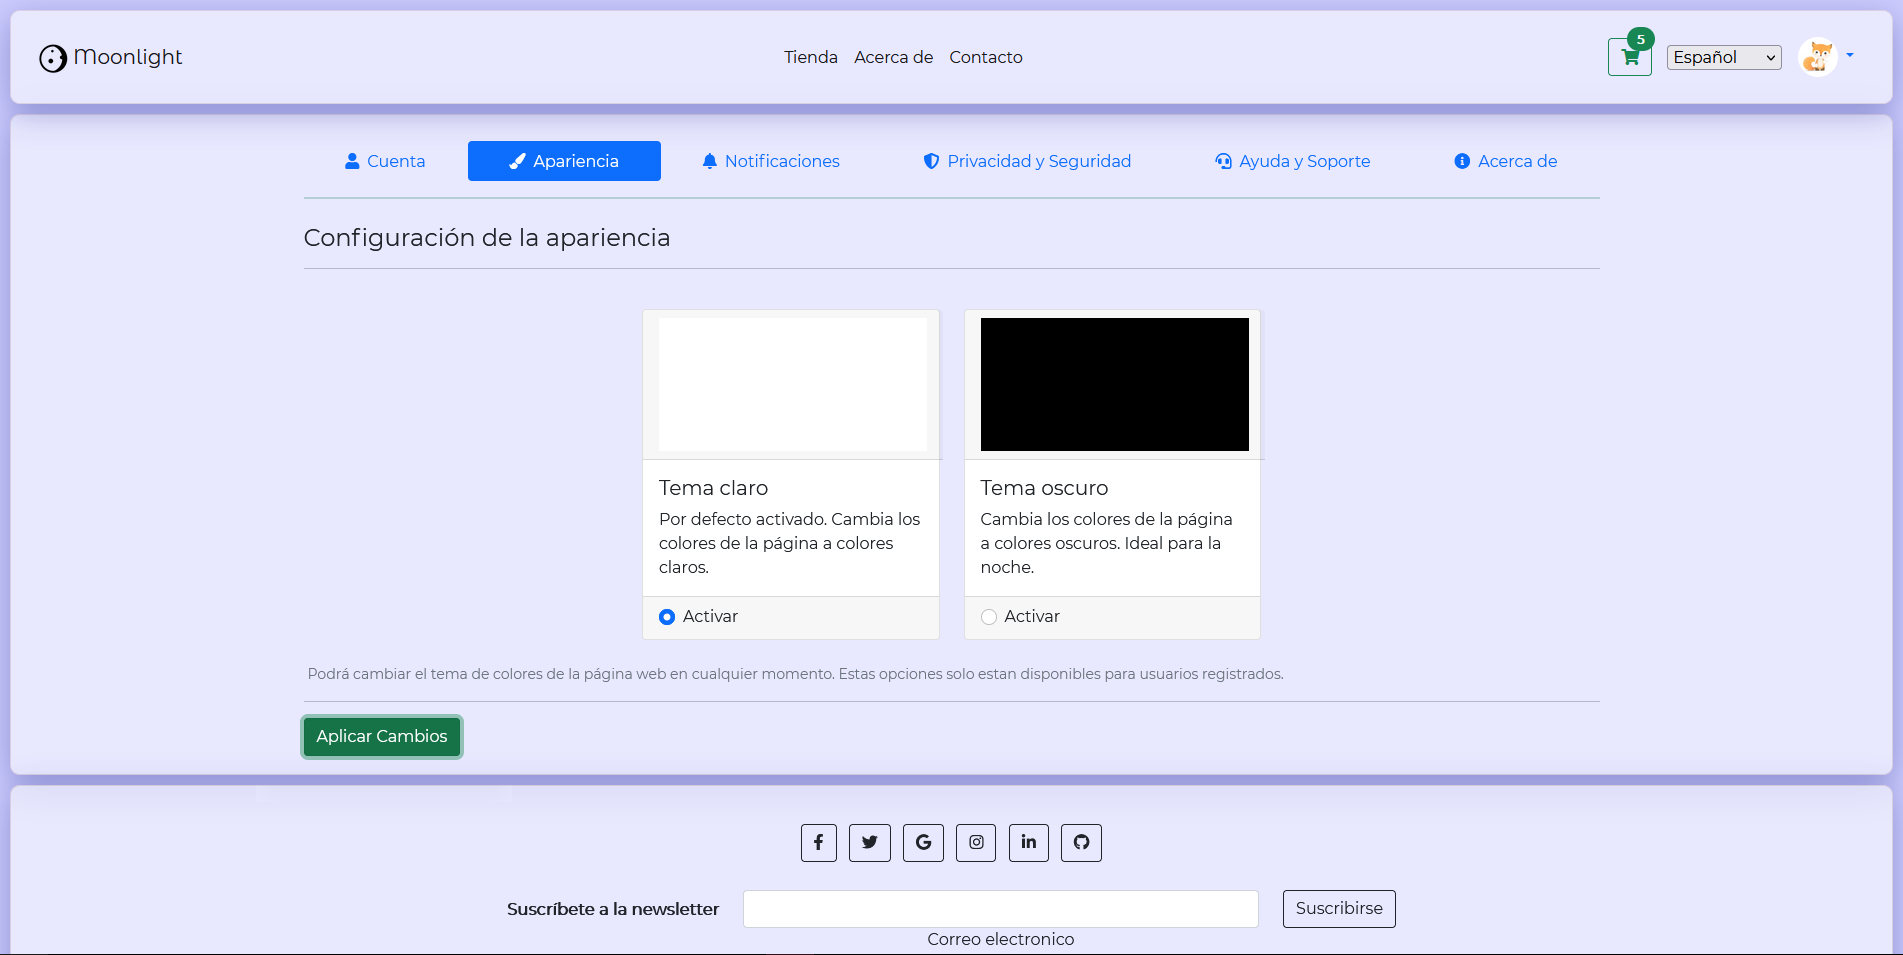 Moonlight
Tienda Acerca de Contacto
5
Español
Cuenta Apariencia Notificaciones Privacidad y Seguridad Ayuda y Soporte Acerca de
Configuración de la apariencia
Tema claro
Por defecto activado. Cambia los
colores de la página a colores
claros.
Activar
Tema oscuro
Cambia los colores de la página
a colores oscuros. Ideal para la
noche.
Activar
Podrá cambiar el tema de colores de la página web en cualquier momento. Estas opciones solo estan disponibles para usuarios registrados.
Aplicar Cambios
Suscríbete a la newsletter
Suscribirse
Correo electronico